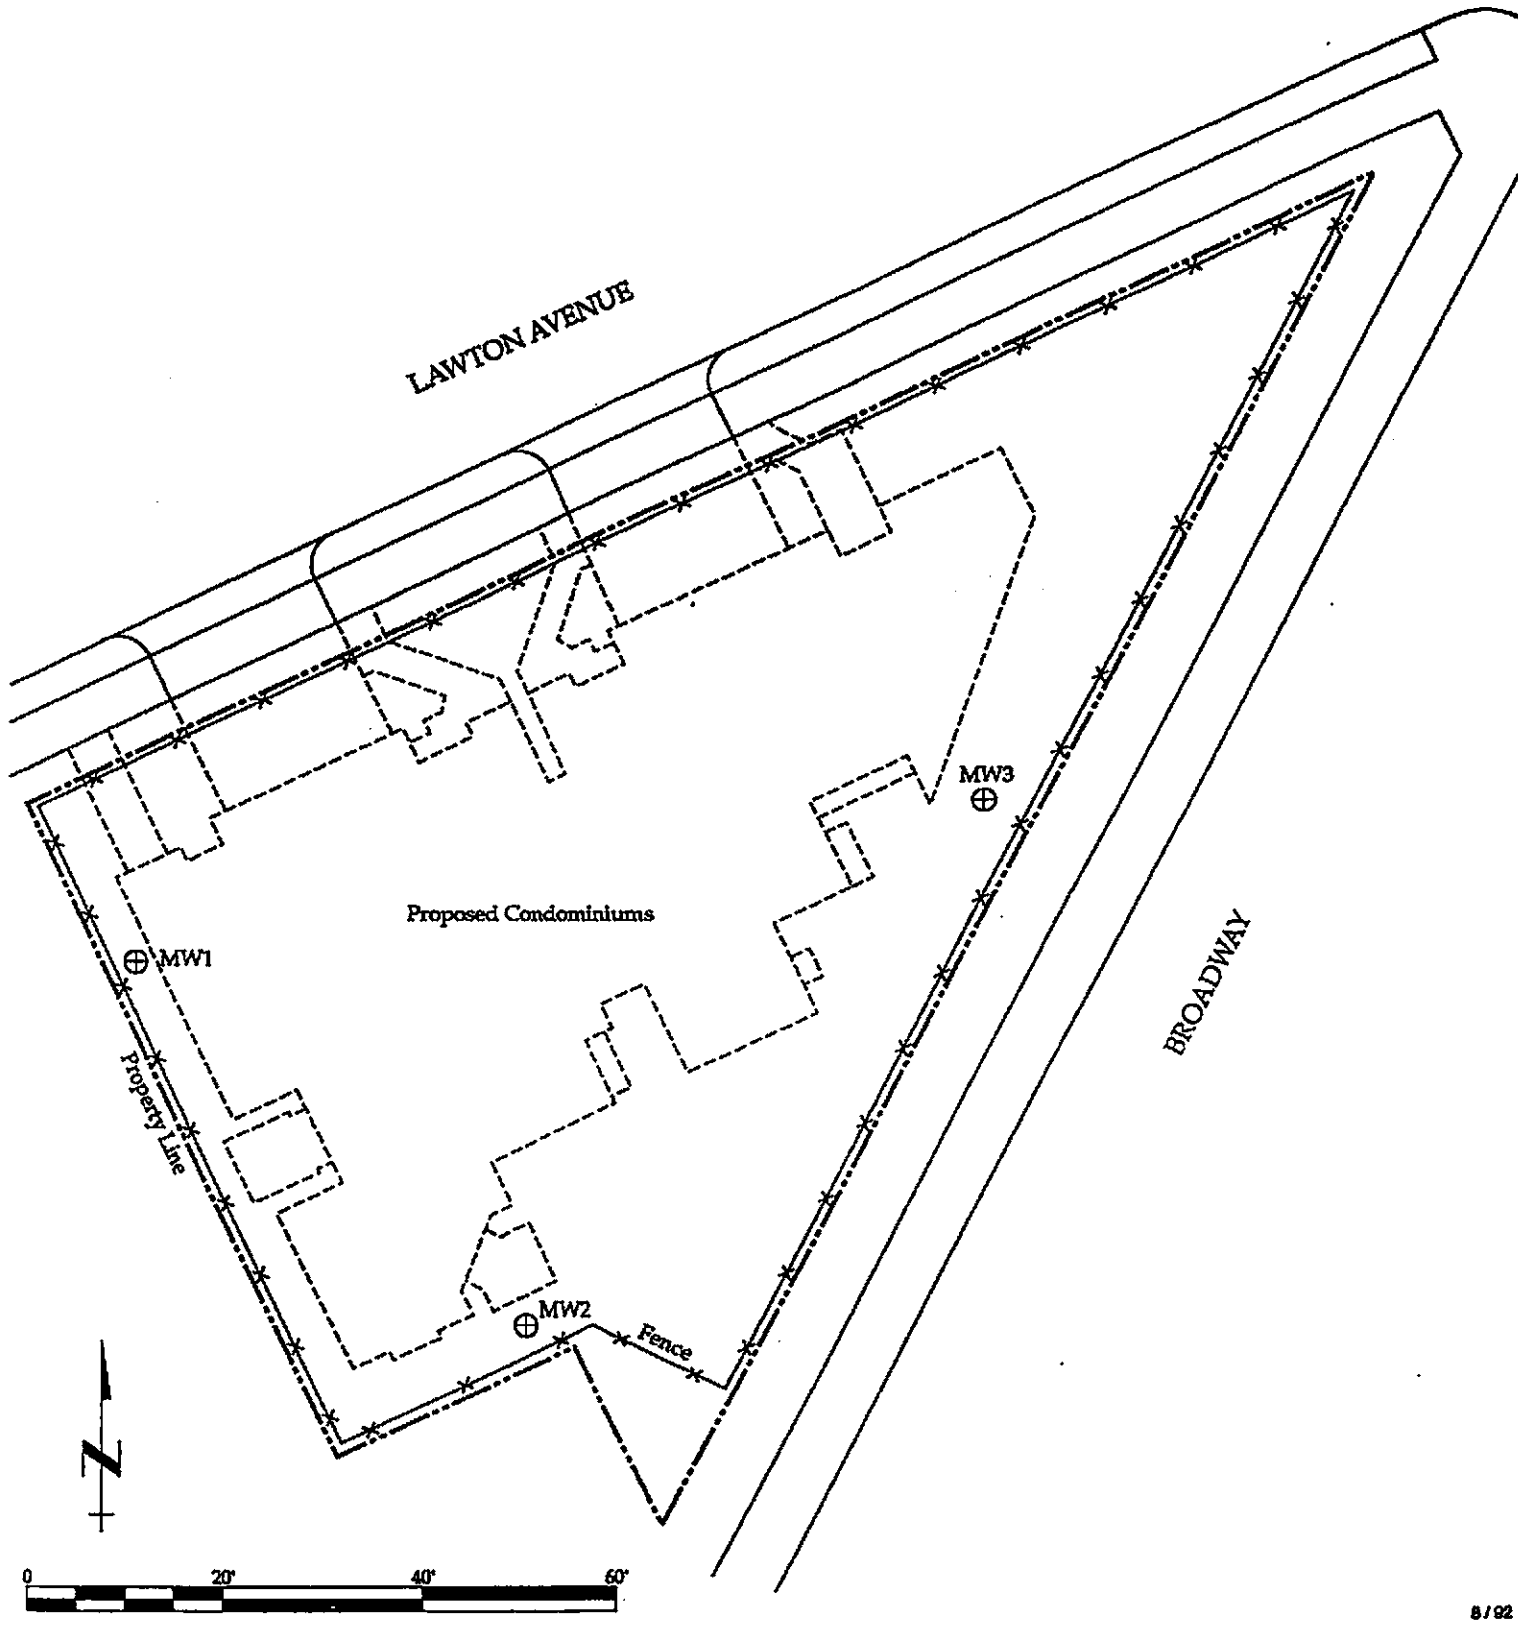 LAWTON AVENUE
MW3
Proposed Condominiums
MW1
BROADWAY
Property Line
MW2
Fence
N
0 20' 40' 60'
8/92